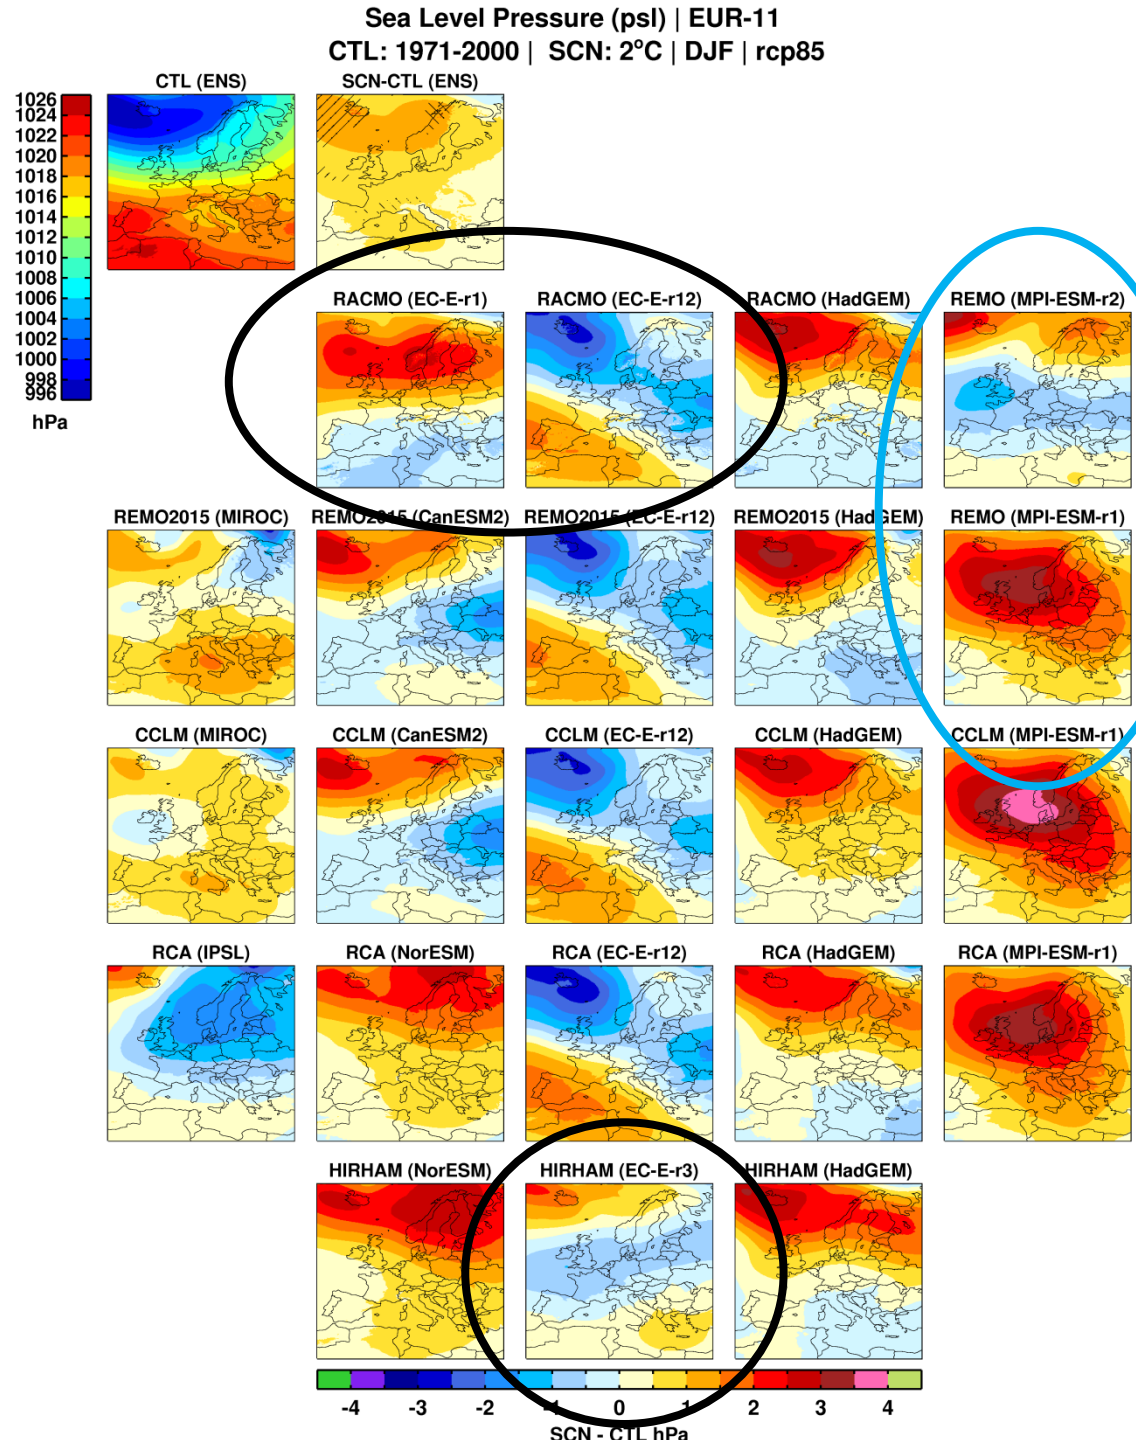 Sea Level Pressure (psl) | EUR-11
CTL: 1971-2000 | SCN: 2°C | DJF | rcp85
CTL (ENS) SCN-CTL (ENS)
1026
1024
1022
1020
1018
1016
1014
1012
1010
1008
1006
1004
1002
1000
998
996
hPa
RACMO (EC-E-r1) RACMO (EC-E-r12) RACMO (HadGEM) REMO (MPI-ESM-r2)
REMO2015 (MIROC) REMO2015 (CanESM2) REMO2015 (EC-E-r12) REMO2015 (HadGEM) REMO (MPI-ESM-r1)
CCLM (MIROC) CCLM (CanESM2) CCLM (EC-E-r12) CCLM (HadGEM) CCLM (MPI-ESM-r1)
RCA (IPSL) RCA (NorESM) RCA (EC-E-r12) RCA (HadGEM) RCA (MPI-ESM-r1)
HIRHAM (NorESM) HIRHAM (EC-E-r3) HIRHAM (HadGEM)
-4 -3 -2 -1 0 1 2 3 4
SCN - CTL hPa